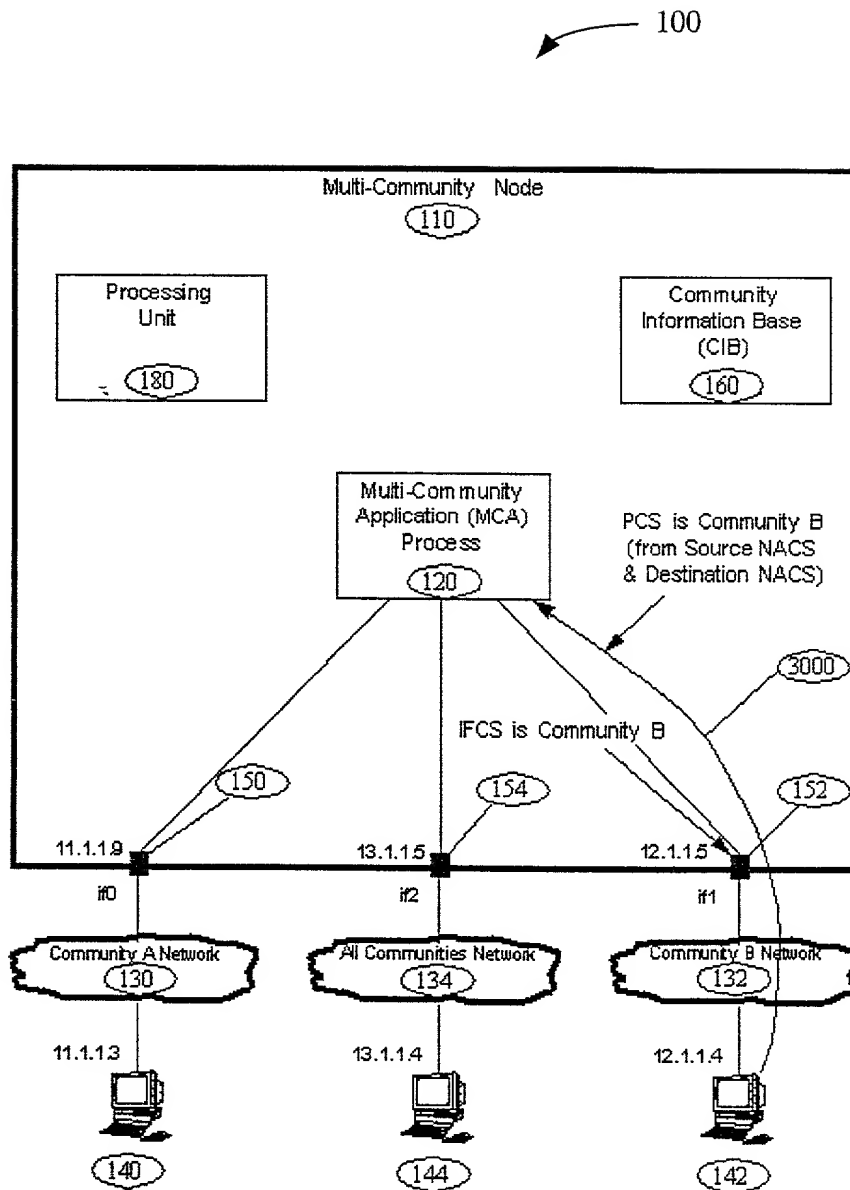 100
Multi-Community Node
110
Processing
Unit
180
Community
Information Base
(CIB)
160
Multi-Community
Application (MCA)
Process
120
PCS is Community B
(from Source NACS
& Destination NACS)
3000
IFCS is Community B
150
154
152
11.1.1.9
13.1.1.5
12.1.1.5
if0
if2
if1
Community A Network
130
All Communities Network
134
Community B Network
132
11.1.1.3
13.1.1.4
12.1.1.4
140
144
142